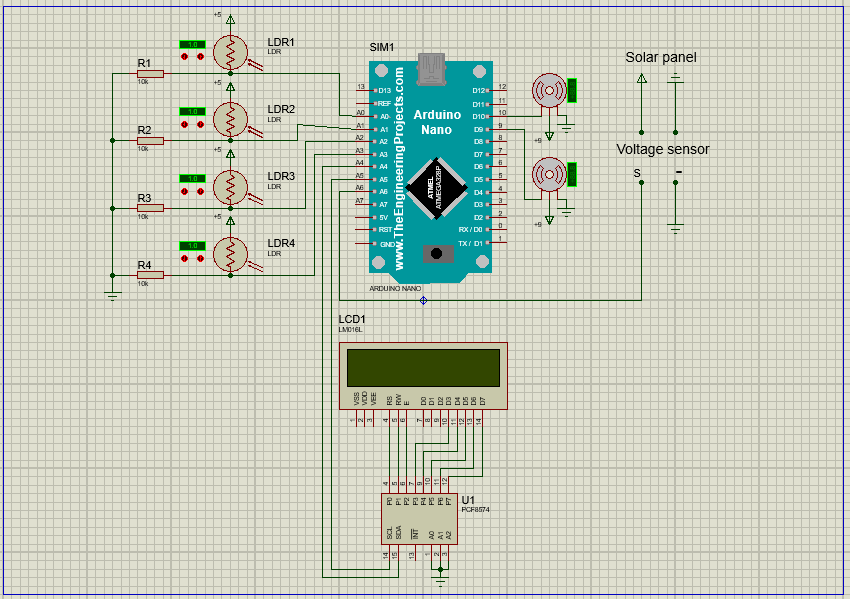 +5
1.0
LDR1
LDR
R1
10k
+5
1.0
LDR2
LDR
R2
10k
+5
1.0
LDR3
LDR
R3
10k
+5
1.0
LDR4
LDR
R4
10k
SIM1
www.TheEngineeringProjects.com
Arduino
Nano
ATMEL
ATMEGA328P
13 D13
REF
A0 A0
A1 A1
A2 A2
A3 A3
A4 A4
A5 A5
A6 A6
A7 A7
5V
RST
GND
D12 12
D11 11
D10 10
D9 9
D8 8
D7 7
D6 6
D5 5
D4 4
D3 3
D2 2
RX / D0 0
TX / D1 1
ARDUINO NANO
+9
+9
Solar panel
Voltage sensor
S -
LCD1
LM016L
VSS VDD VEE RS RW E D0 D1 D2 D3 D4 D5 D6 D7
1 2 3 4 5 6 7 8 9 10 11 12 13 14
4 5 6 7 9 10 11 12
P0 P1 P2 P3 P4 P5 P6 P7
U1
PCF8574
SCL SDA INT A0 A1 A2
14 15 13 1 2 3